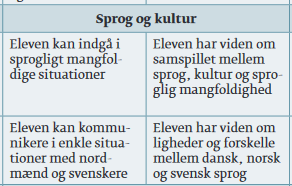 Sprog og kultur
Eleven kan indgå i
sprogligt mangfol-
dige situationer
Eleven har viden om
samspillet mellem
sprog, kultur og spro-
glig mangfoldighed
Eleven kan kommu-
nikere i enkle situa-
tioner med nord-
mænd og svenskere
Eleven har viden om
ligheder og forskelle
mellem dansk, norsk
og svensk sprog